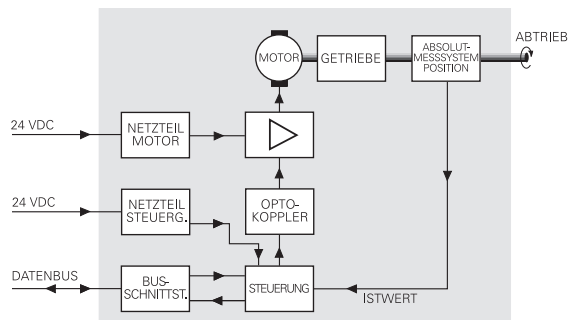 ABTRIEB
MOTOR
GETRIEBE
ABSOLUT-
MESSSYSTEM
POSITION
24 VDC
NETZTEIL
MOTOR
24 VDC
NETZTEIL
STEUERG.
OPTO-
KOPPLER
DATENBUS
BUS-
SCHNITTST.
STEUERUNG
ISTWERT